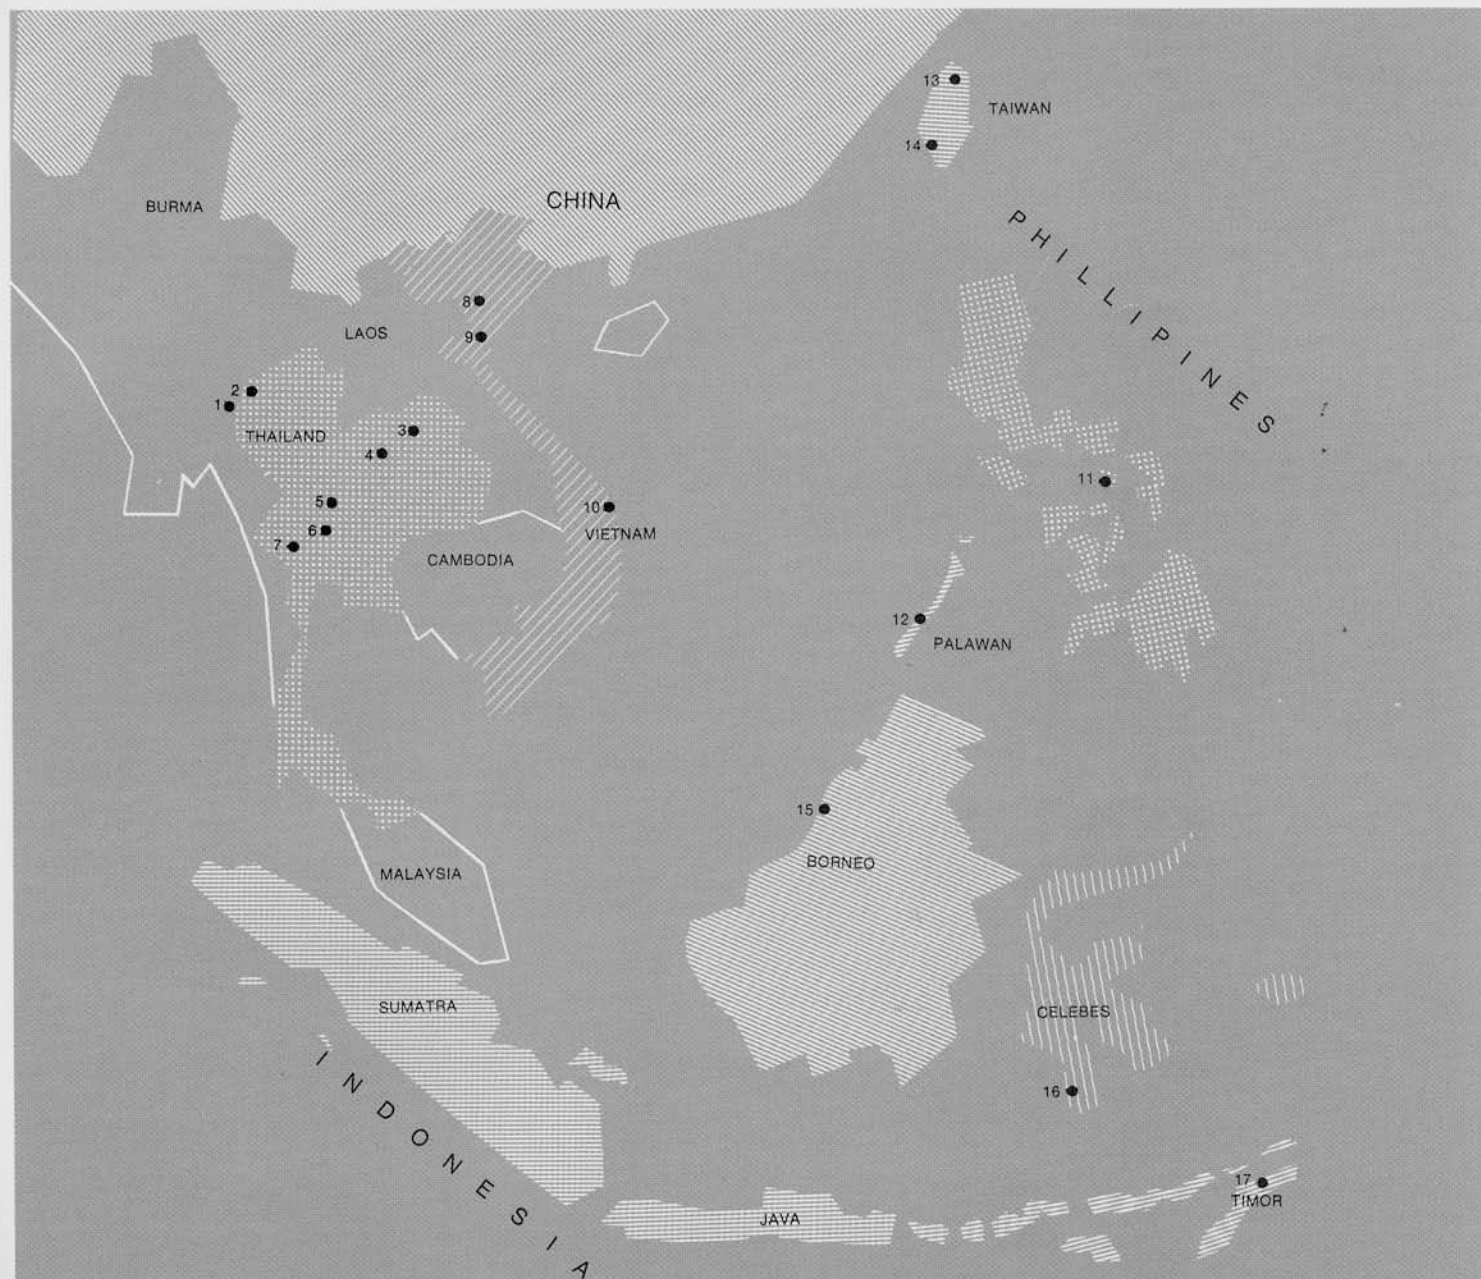 13
TAIWAN
14
CHINA
BURMA
PHILLIPINES
8
LAOS
9
2
1
THAILAND
3
4
11
5
10
6
VIETNAM
7
CAMBODIA
12
PALAWAN
15
BORNEO
MALAYSIA
SUMATRA
CELEBES
INDONESIA
16
17
TIMOR
JAVA